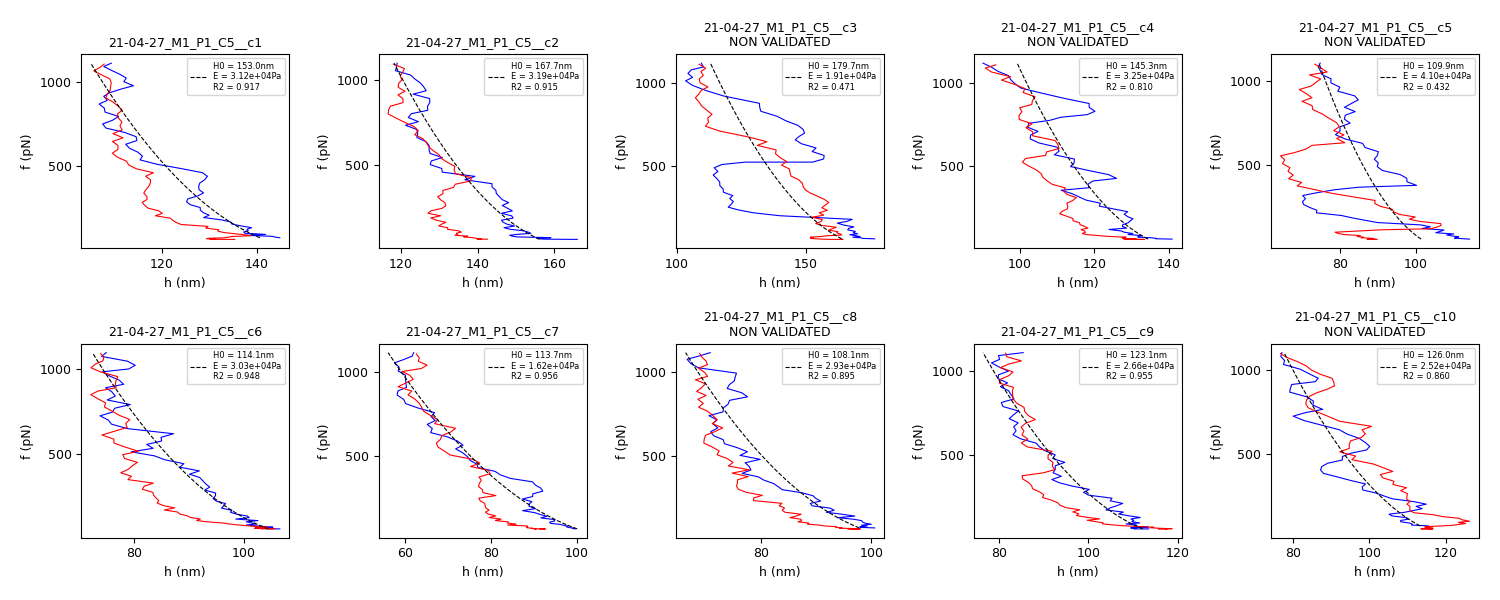 21-04-27_M1_P1_C5__c1
H0 = 153.0nm
E = 3.12e+04Pa
R2 = 0.917
1000
500
f (pN)
120
140
h (nm)
21-04-27_M1_P1_C5__c2
H0 = 167.7nm
E = 3.19e+04Pa
R2 = 0.915
1000
500
f (pN)
120
140
160
h (nm)
21-04-27_M1_P1_C5__c3
NON VALIDATED
H0 = 179.7nm
E = 1.91e+04Pa
R2 = 0.471
1000
500
f (pN)
100
150
h (nm)
21-04-27_M1_P1_C5__c4
NON VALIDATED
H0 = 145.3nm
E = 3.25e+04Pa
R2 = 0.810
1000
500
f (pN)
100
120
140
h (nm)
21-04-27_M1_P1_C5__c5
NON VALIDATED
H0 = 109.9nm
E = 4.10e+04Pa
R2 = 0.432
1000
500
f (pN)
80
100
h (nm)
21-04-27_M1_P1_C5__c6
H0 = 114.1nm
E = 3.03e+04Pa
R2 = 0.948
1000
500
f (pN)
80
100
h (nm)
21-04-27_M1_P1_C5__c7
H0 = 113.7nm
E = 1.62e+04Pa
R2 = 0.956
1000
500
f (pN)
60
80
100
h (nm)
21-04-27_M1_P1_C5__c8
NON VALIDATED
H0 = 108.1nm
E = 2.93e+04Pa
R2 = 0.895
1000
500
f (pN)
80
100
h (nm)
21-04-27_M1_P1_C5__c9
H0 = 123.1nm
E = 2.66e+04Pa
R2 = 0.955
1000
500
f (pN)
80
100
120
h (nm)
21-04-27_M1_P1_C5__c10
NON VALIDATED
H0 = 126.0nm
E = 2.52e+04Pa
R2 = 0.860
1000
500
f (pN)
80
100
120
h (nm)